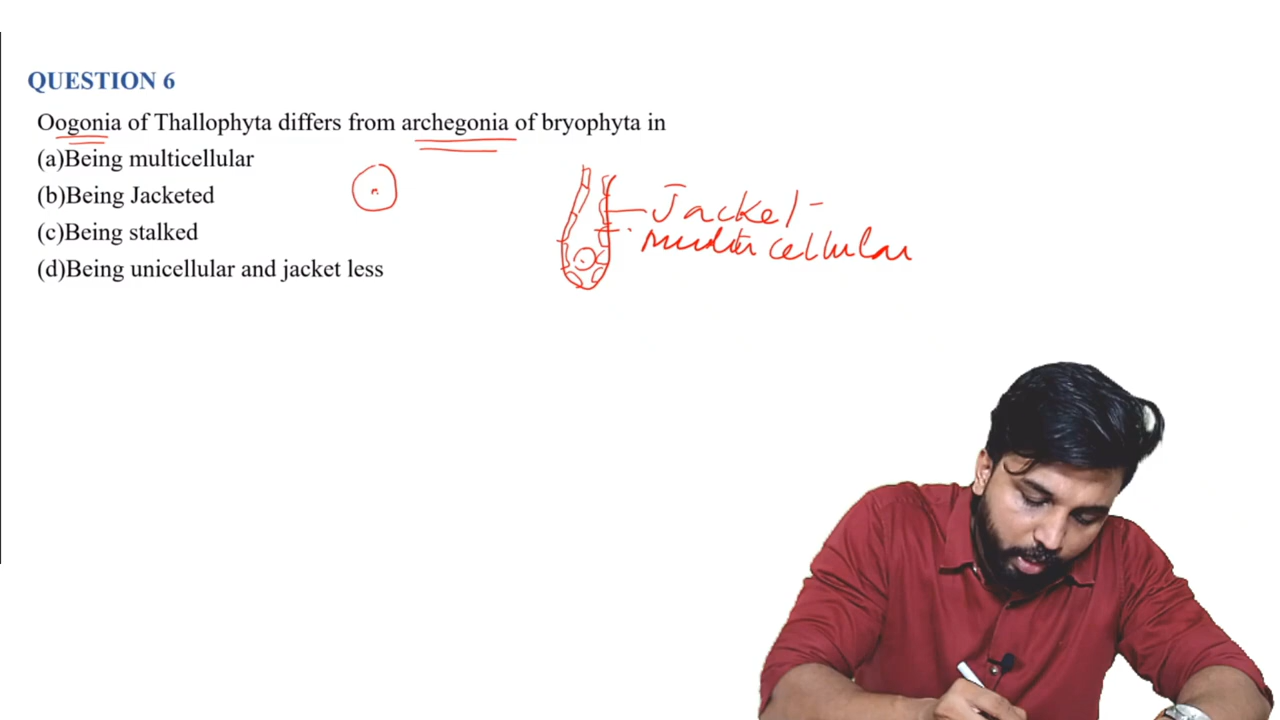 QUESTION 6
Oogonia of Thallophyta differs from archegonia of bryophyta in
(a)Being multicellular
(b)Being Jacketed
(c)Being stalked
(d)Being unicellular and jacket less
Jacket
Multicellular